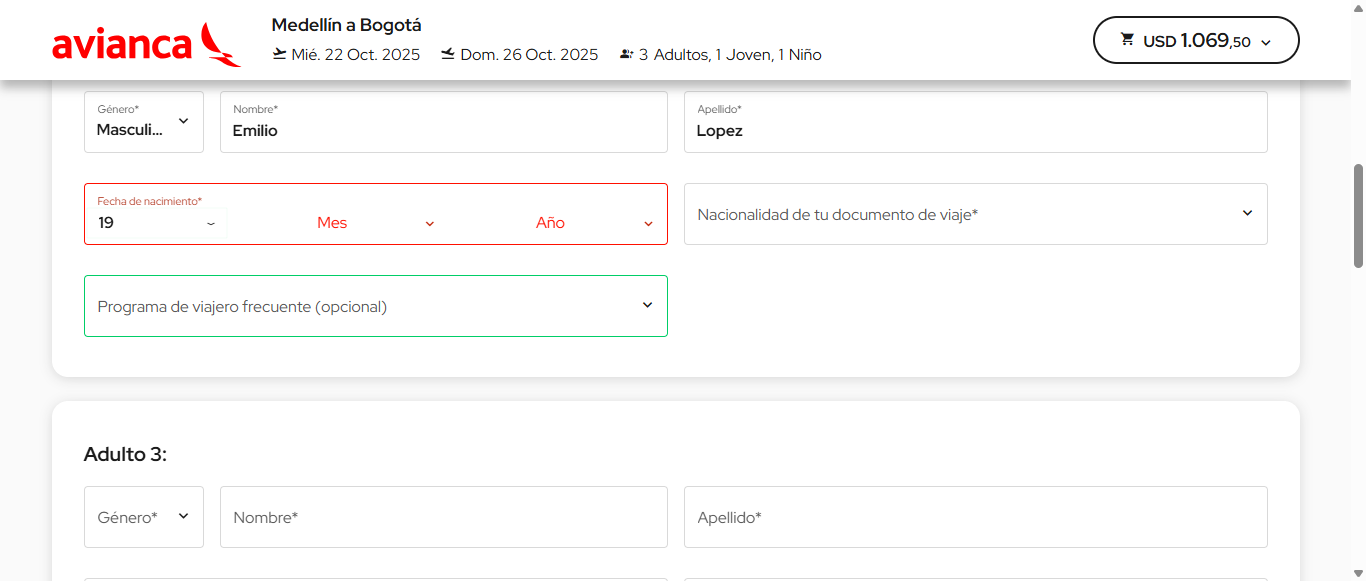 avianca
Medellín a Bogotá
Mié. 22 Oct. 2025 Dom. 26 Oct. 2025 3 Adultos, 1 Joven, 1 Niño
USD 1.069,50
Género* Nombre* Apellido*
Masculi... Emilio Lopez
Fecha de nacimiento*
19 Mes Año
Nacionalidad de tu documento de viaje*
Programa de viajero frecuente (opcional)
Adulto 3:
Género* Nombre* Apellido*